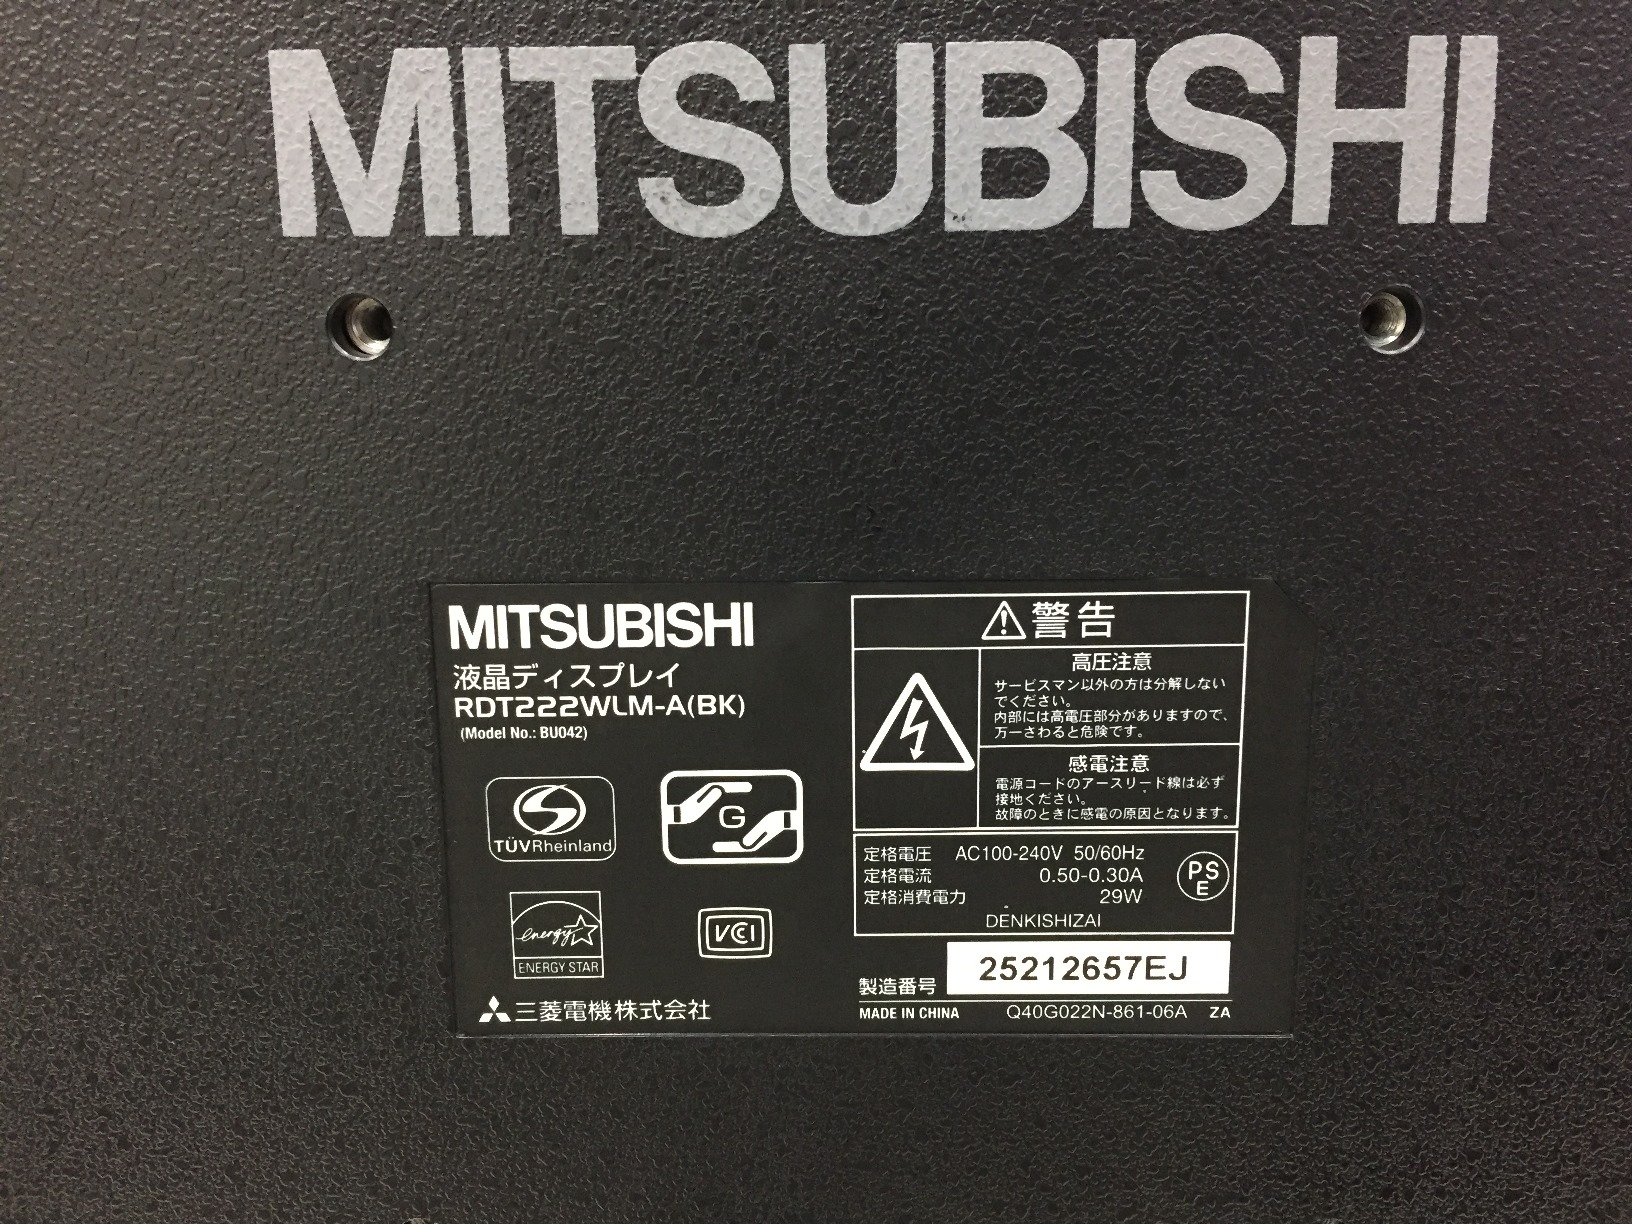 MITSUBISHI
MITSUBISHI
液晶ディスプレイ
RDT222WLM-A(BK)
(Model No.: BU042)
TÜVRheinland
G
energy
ENERGY STAR
VCCI
三菱電機株式会社
警告
高圧注意
サービスマン以外の方は分解しない
でください。
内部には高電圧部分がありますので、
万一さわると危険です。
感電注意
電源コードのアースリード線は必ず
接地ください。
故障のときに感電の原因となります。
定格電圧 AC100-240V 50/60Hz
定格電流 0.50-0.30A
定格消費電力 29W
PS
E
DENKISHIZAI
製造番号 25212657EJ
MADE IN CHINA Q40G022N-861-06A ZA